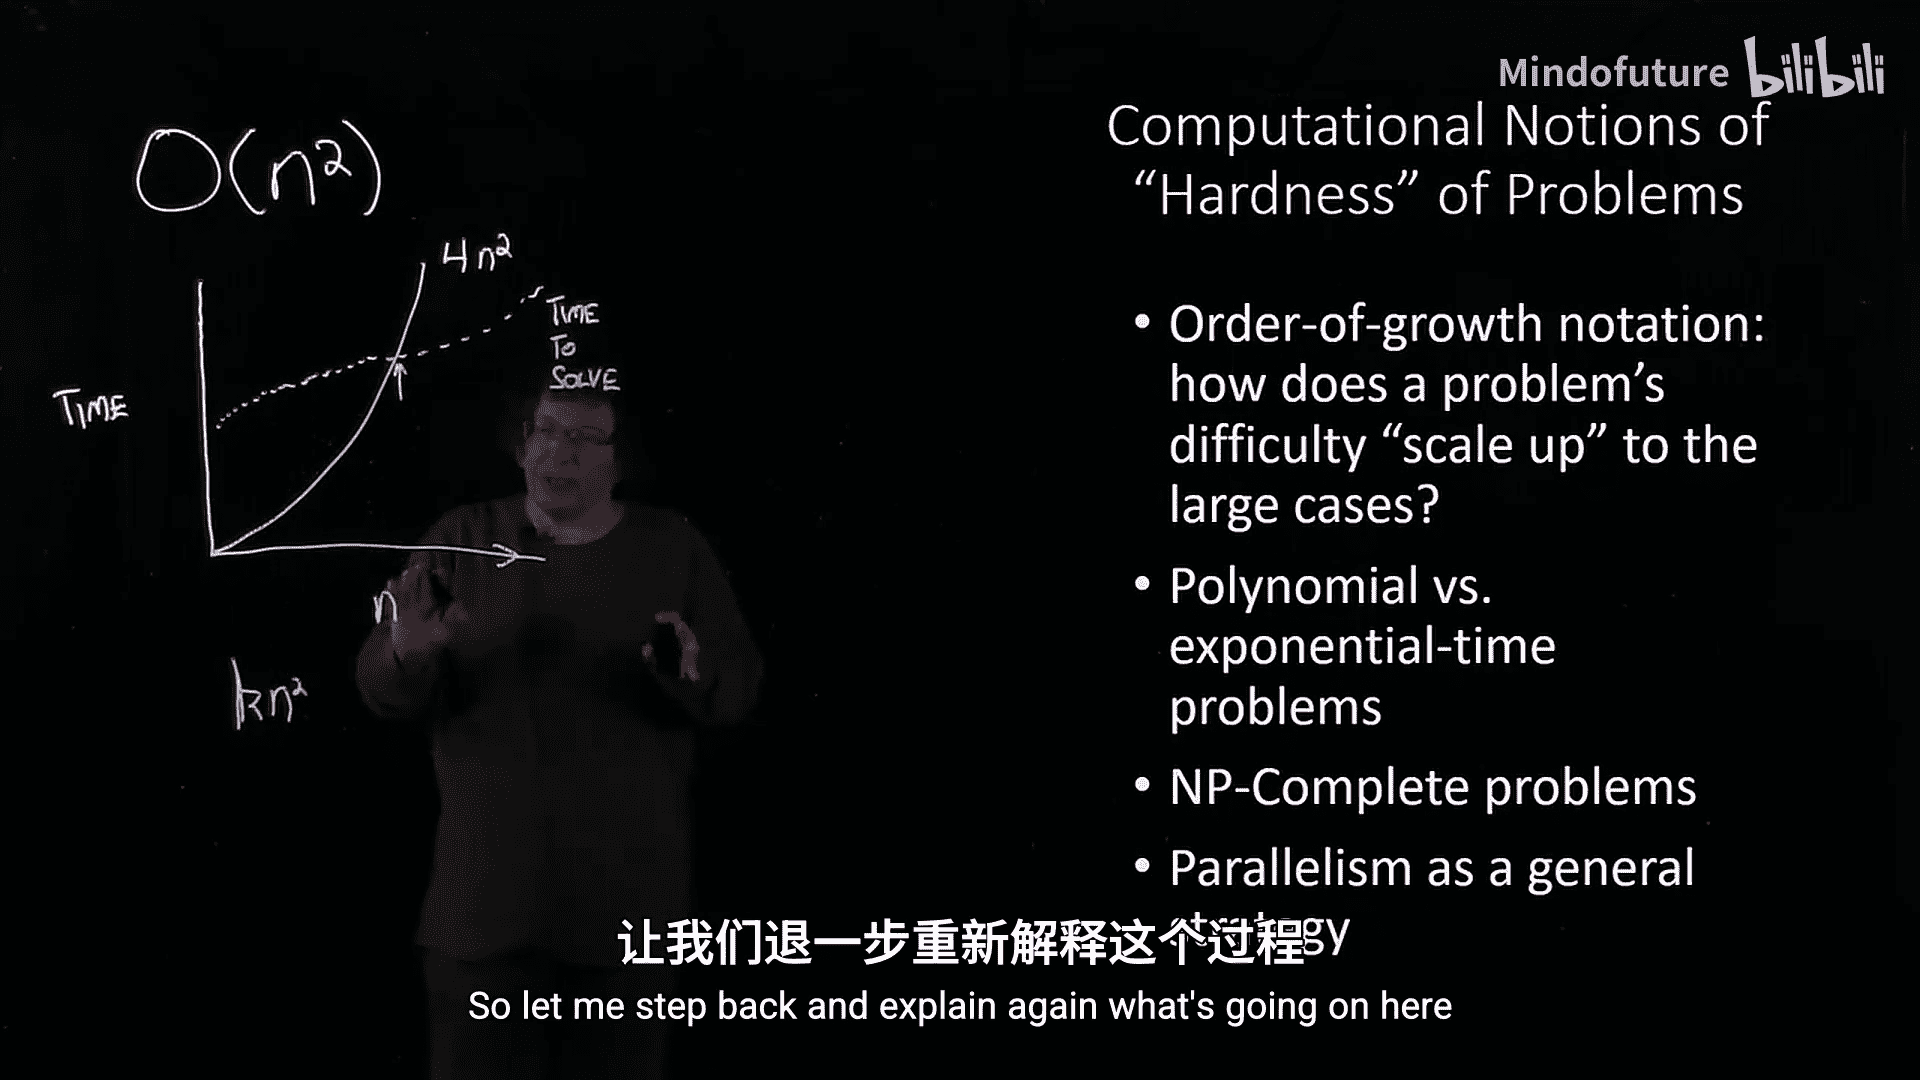 Mindofuture bilibili
Computational Notions of
“Hardness” of Problems
O(n²)
4n²
TIME
TO
SOLVE
TIME
n
kn²
• Order-of-growth notation:
how does a problem’s
difficulty “scale up” to the
large cases?
• Polynomial vs.
exponential-time
problems
• NP-Complete problems
• Parallelism as a general
strategy
让我们退一步重新解释这个过程
So let me step back and explain again what's going on here